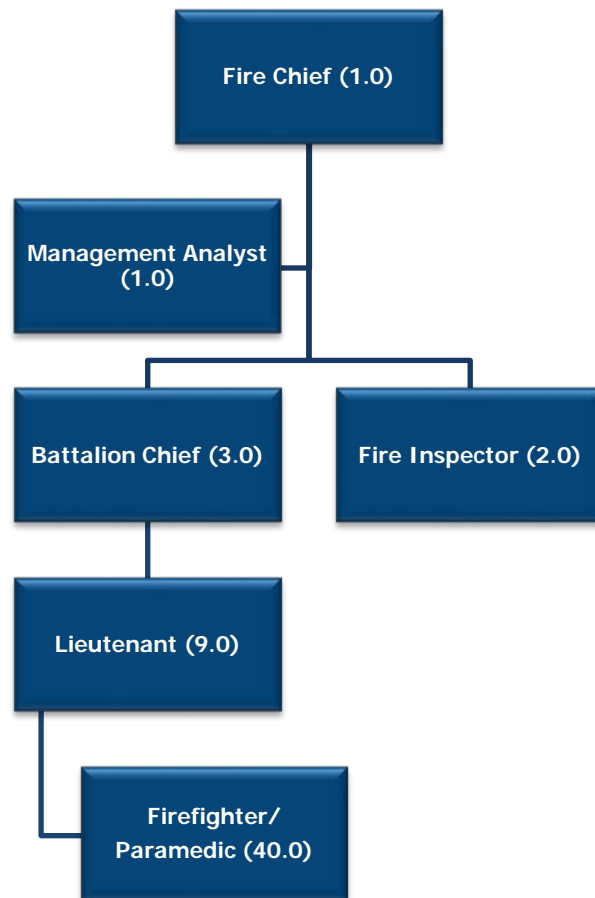 Fire Chief (1.0)
Management Analyst
(1.0)
Battalion Chief (3.0)
Fire Inspector (2.0)
Lieutenant (9.0)
Firefighter/
Paramedic (40.0)